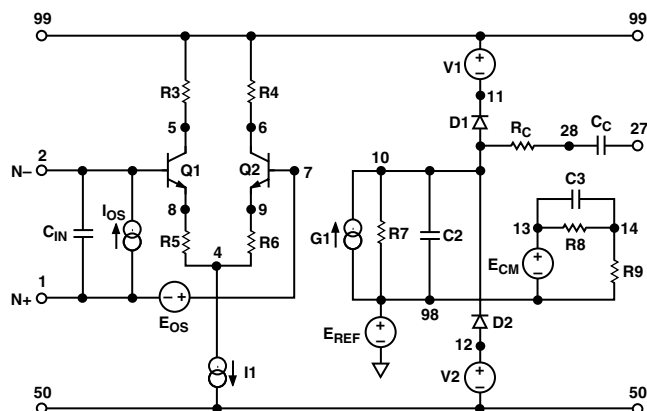 99 99
V1
11
R3 R4
D1
5 6
RC 28 CC 27
N– 2
Q1 Q2 7
10
C3
IOS
8 9
13 14
CIN
G1 R7 C2
R8
R5 4 R6
ECM R9
N+ 1
EOS
98
D2
EREF
12
I1
V2
50 50